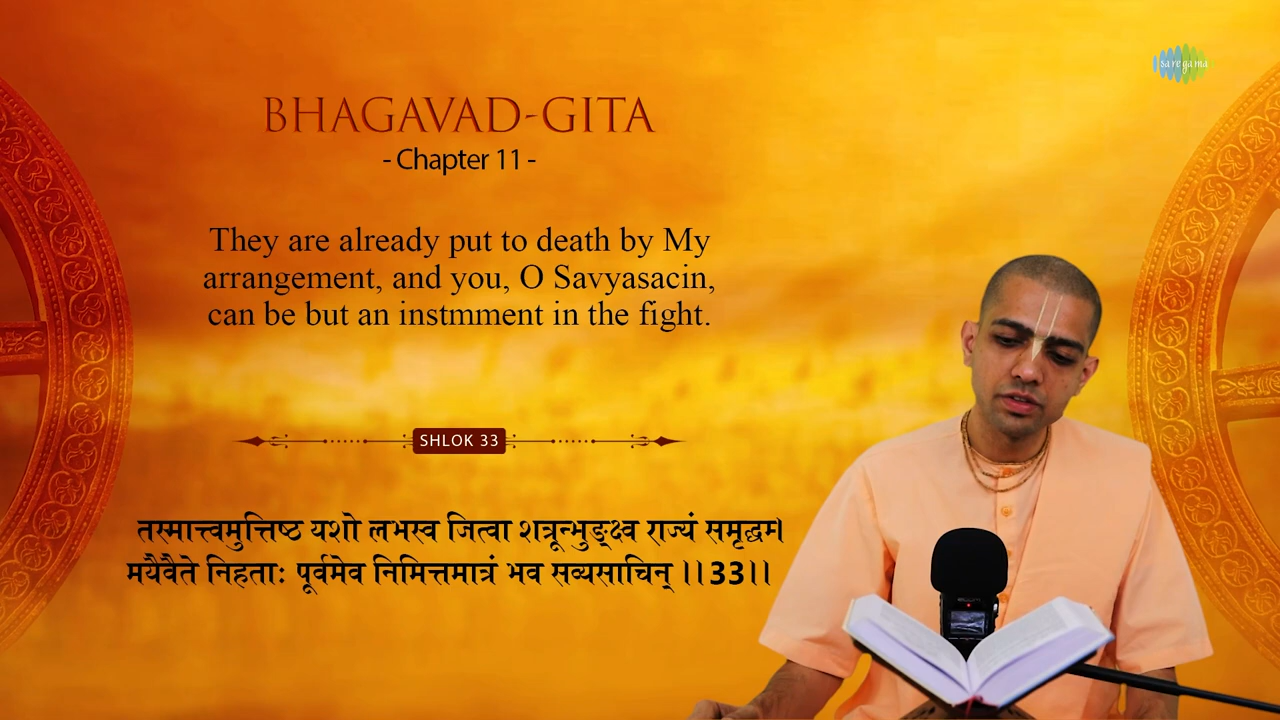 saregama
BHAGAVAD-GITA
- Chapter 11 -
They are already put to death by My
arrangement, and you, O Savyasacin,
can be but an instmment in the fight.
SHLOK 33
तस्मात्त्वमुत्तिष्ठ यशो लभस्व जित्वा शत्रून्भुङ्क्ष्व राज्यं समृद्धम्।
मयैवैते निहताः पूर्वमेव निमित्तमात्रं भव सव्यसाचिन् ।।33।।